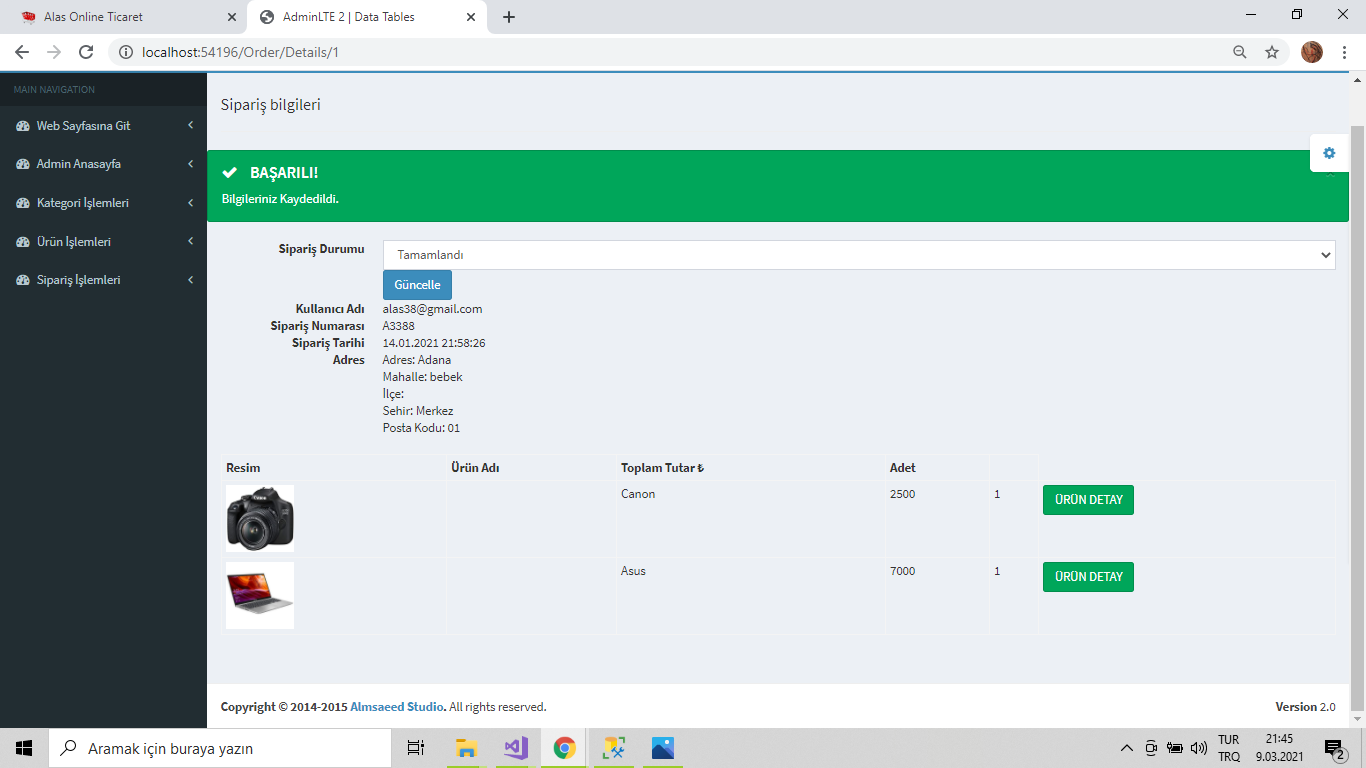 Alas Online Ticaret
AdminLTE 2 | Data Tables
localhost:54196/Order/Details/1
MAIN NAVIGATION
Web Sayfasına Git
Admin Anasayfa
Kategori İşlemleri
Ürün İşlemleri
Sipariş İşlemleri
Sipariş bilgileri
BAŞARILI!
Bilgileriniz Kaydedildi.
Sipariş Durumu Tamamlandı
Güncelle
Kullanıcı Adı alas38@gmail.com
Sipariş Numarası A3388
Sipariş Tarihi 14.01.2021 21:58:26
Adres Adres: Adana
Mahalle: bebek
İlçe:
Sehir: Merkez
Posta Kodu: 01
Resim Ürün Adı Toplam Tutar ₺ Adet
Canon 2500 1 ÜRÜN DETAY
Asus 7000 1 ÜRÜN DETAY
Copyright © 2014-2015 Almsaeed Studio. All rights reserved. Version 2.0
Aramak için buraya yazın
TUR 21:45
TRQ 9.03.2021
2